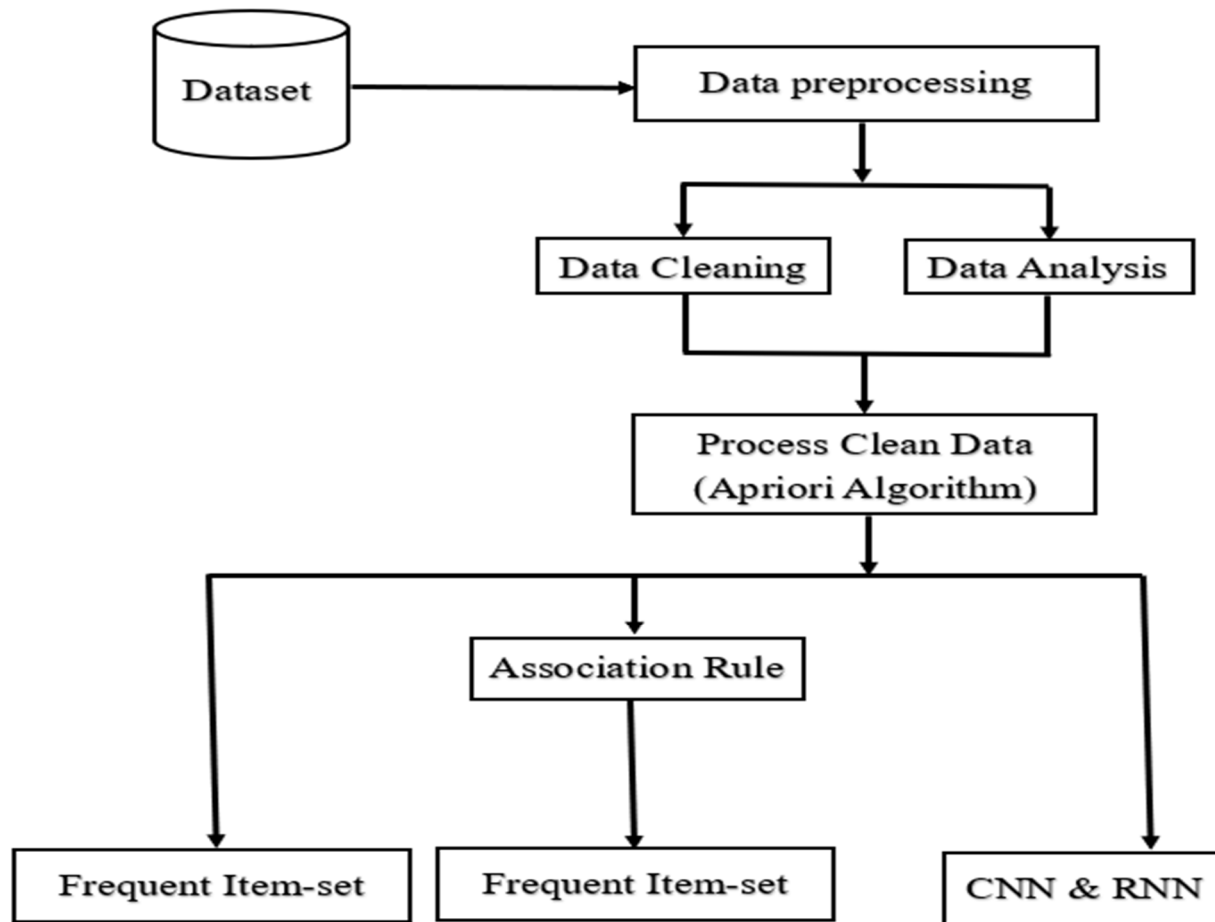 Dataset
Data preprocessing
Data Cleaning
Data Analysis
Process Clean Data
(Apriori Algorithm)
Association Rule
Frequent Item-set
Frequent Item-set
CNN & RNN